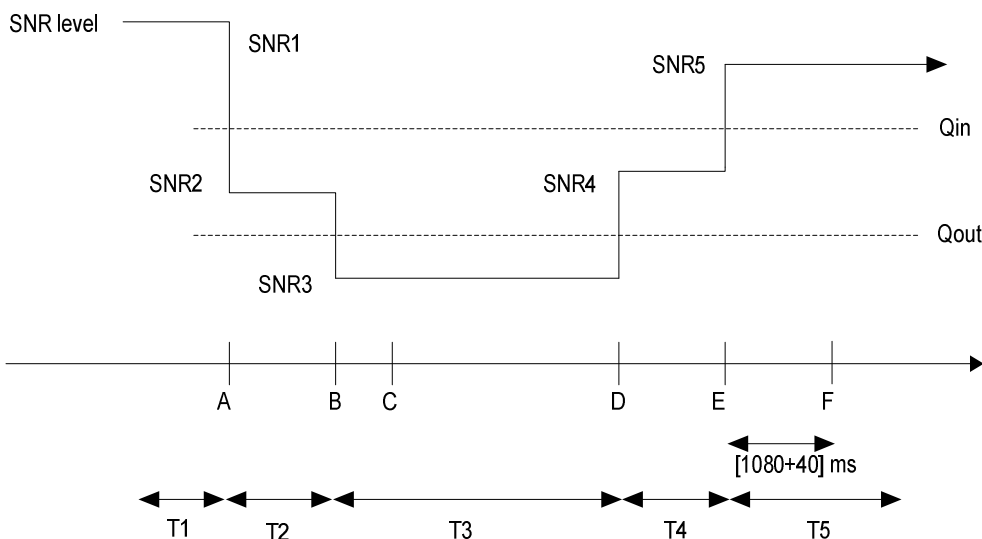 SNR level
SNR1
SNR5
Qin
SNR2
SNR4
Qout
SNR3
A B C D E F
[1080+40] ms
T1 T2 T3 T4 T5